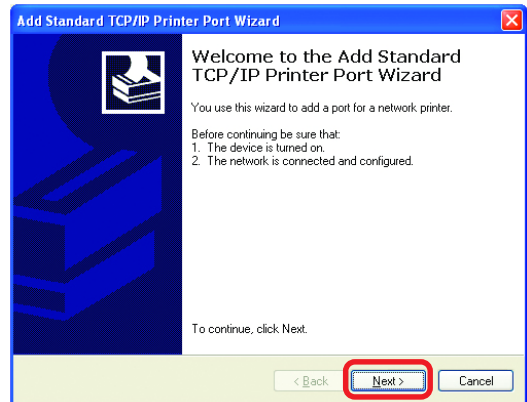 Add Standard TCP/IP Printer Port Wizard
Welcome to the Add Standard
TCP/IP Printer Port Wizard
You use this wizard to add a port for a network printer.
Before continuing be sure that:
1. The device is turned on.
2. The network is connected and configured.
To continue, click Next.
< Back
Next >
Cancel